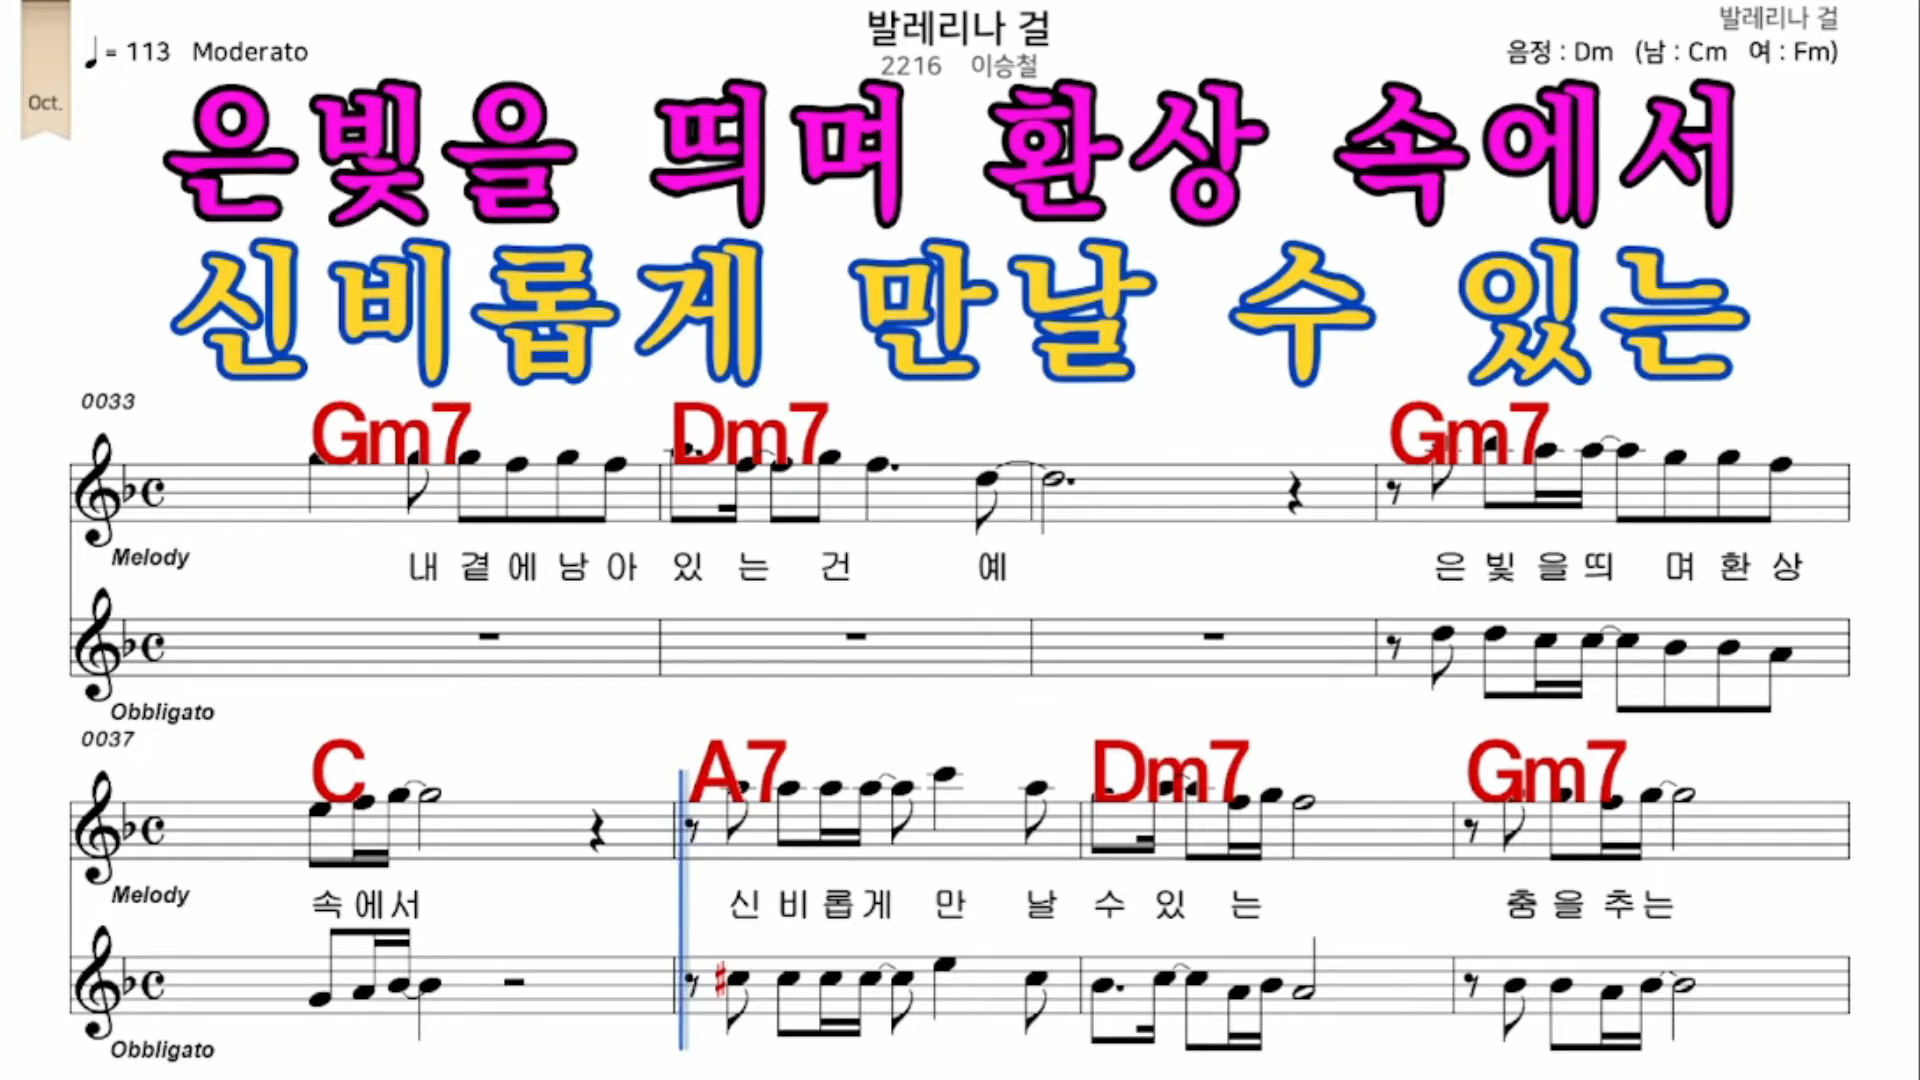 발레리나 걸
발레리나 걸
♩= 113 Moderato
2216 이승철
음정 : Dm (남 : Cm 여 : Fm)
Oct.
은빛을 띄며 환상 속에서
신비롭게 만날 수 있는
0033
Gm7 Dm7 Gm7
Melody
내 곁 에 남 아 있 는 건 예 은 빛 을 띄 며 환 상
Obbligato
0037
C A7 Dm7 Gm7
Melody
속 에 서 신 비 롭 게 만 날 수 있 는 춤 을 추 는
Obbligato